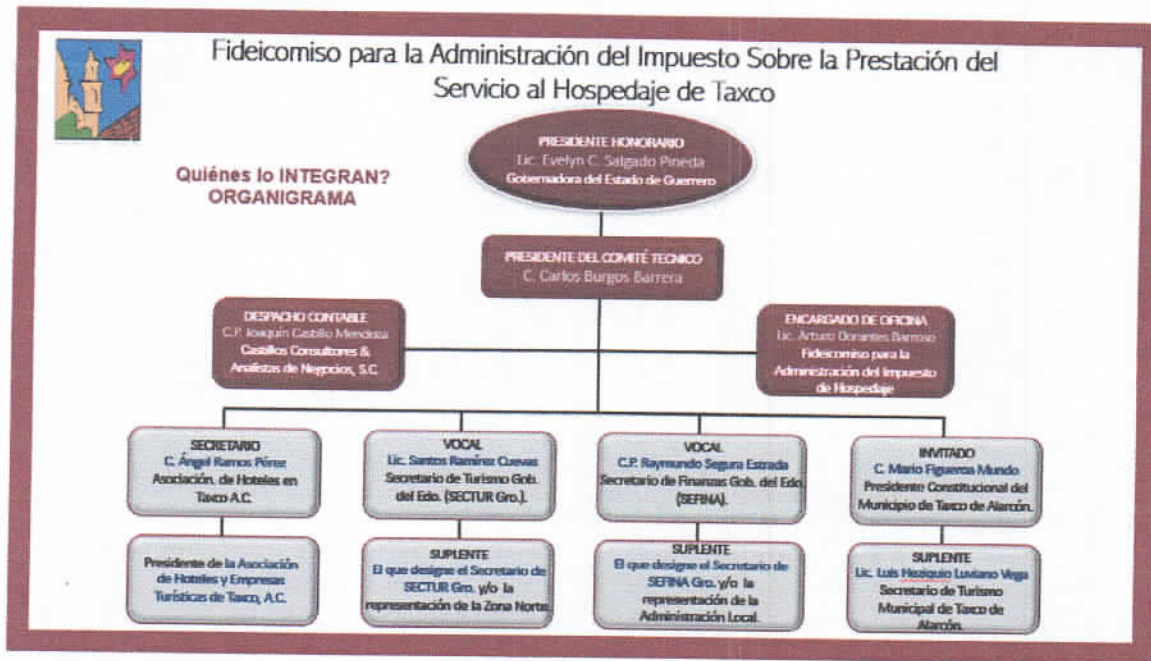 Fideicomiso para la Administración del Impuesto Sobre la Prestación del
Servicio al Hospedaje de Taxco
Quiénes lo INTEGRAN?
ORGANIGRAMA
PRESIDENTE HONORARIO
Lic. Evelyn C. Salgado Pineda
Gobernadora del Estado de Guerrero
PRESIDENTE DEL COMITÉ TECNICO
C. Carlos Burgos Barrera
DESPACHO CONTABLE
C.P. Joaquín Castillo Mendoza
Castillos Consultores &
Analistas de Negocios, S.C.
ENCARGADO DE OFICINA
Lic. Arturo Dorantes Barroso
Fideicomiso para la
Administración del Impuesto
de Hospedaje
SECRETARIO
C. Ángel Ramos Pérez
Asociación. de Hoteles en
Taxco A.C.
VOCAL
Lic. Santos Ramírez Cuevas
Secretario de Turismo Gob.
del Edo. (SECTUR Gro.).
VOCAL
C.P. Raymundo Segura Estrada
Secretario de Finanzas Gob. del Edo.
(SEFINA).
INVITADO
C. Mario Figueroa Mundo
Presidente Constitucional del
Municipio de Taxco de Alarcón.
Presidente de la Asociación
de Hoteles y Empresas
Turísticas de Taxco, A.C.
SUPLENTE
El que designe el Secretario de
SECTUR Gro. y/o la
representación de la Zona Norte.
SUPLENTE
El que designe el Secretario de
SEFINA Gro. y/o la
representación de la
Administración Local.
SUPLENTE
Lic. Luis Heziquio Luviano Vega
Secretario de Turismo
Municipal de Taxco de
Alarcón.